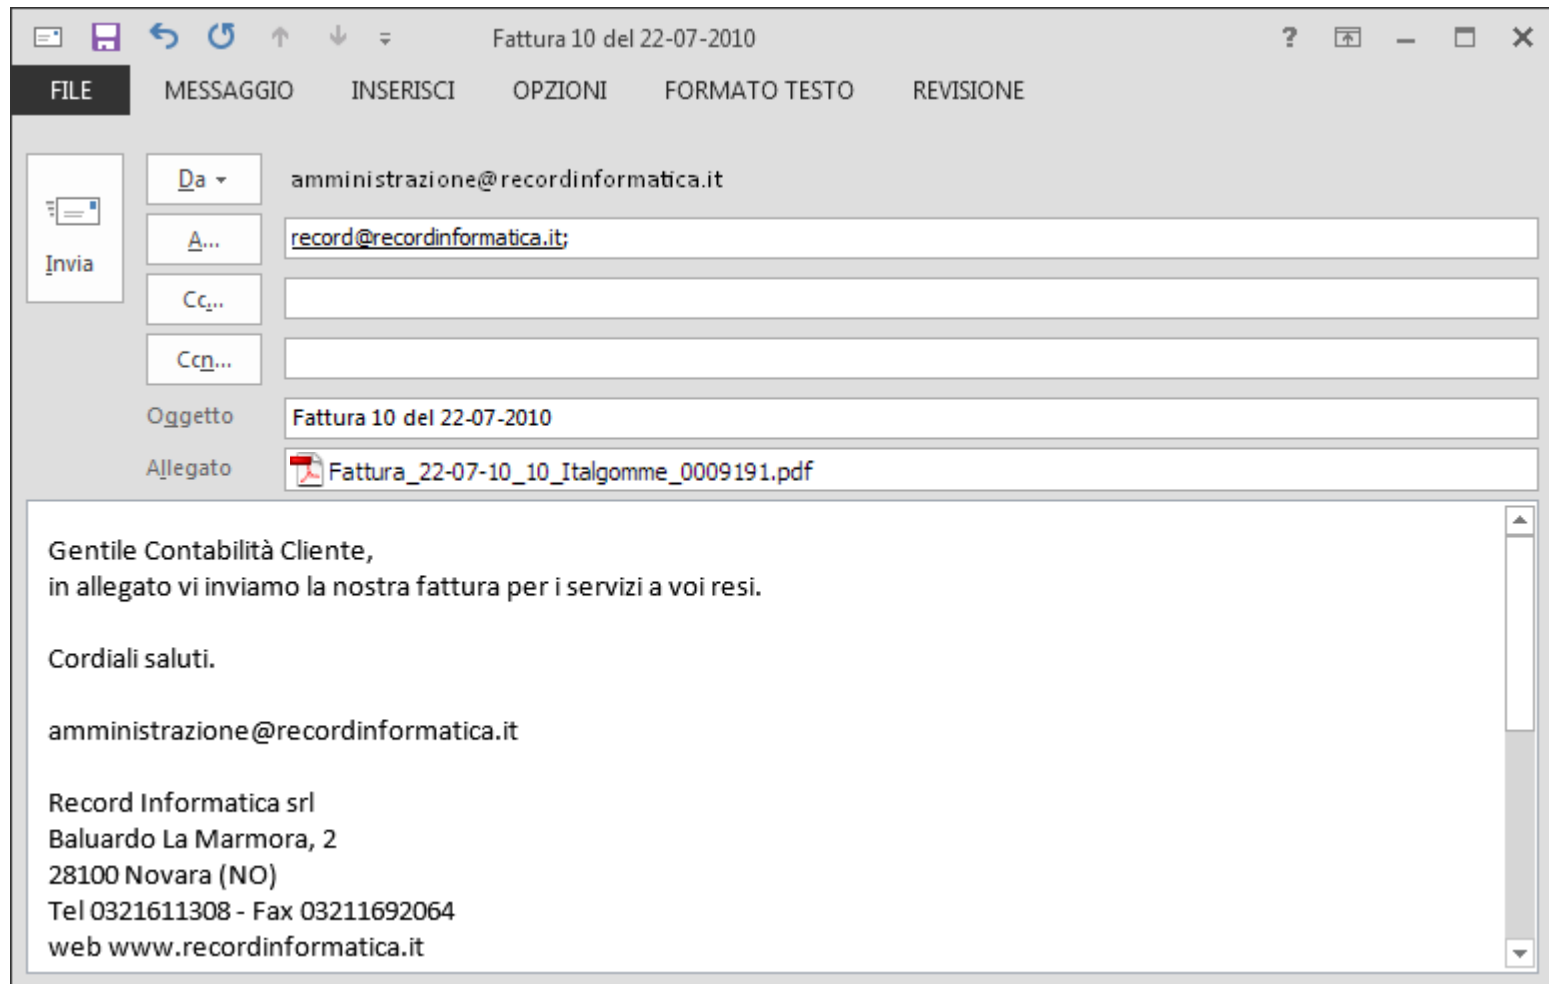 Fattura 10 del 22-07-2010
?
FILE MESSAGGIO INSERISCI OPZIONI FORMATO TESTO REVISIONE
Invia
Da amministrazione@recordinformatica.it
A... record@recordinformatica.it;
Cc...
Ccn...
Oggetto Fattura 10 del 22-07-2010
Allegato Fattura_22-07-10_10_Italgomme_0009191.pdf
Gentile Contabilità Cliente,
in allegato vi inviamo la nostra fattura per i servizi a voi resi.
Cordiali saluti.
amministrazione@recordinformatica.it
Record Informatica srl
Baluardo La Marmora, 2
28100 Novara (NO)
Tel 0321611308 - Fax 03211692064
web www.recordinformatica.it